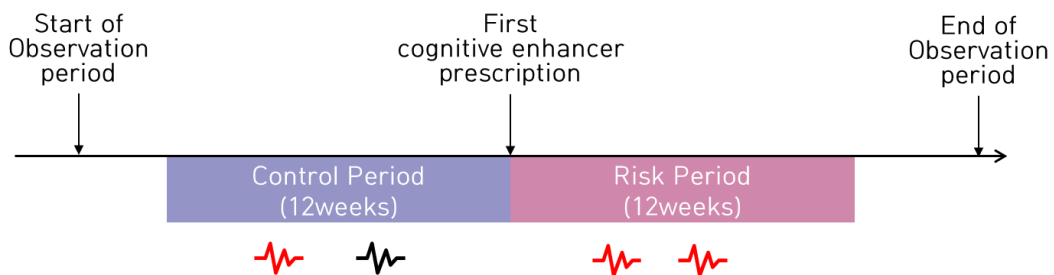 Start of
Observation
period
First
cognitive enhancer
prescription
End of
Observation
period
Control Period
(12weeks)
Risk Period
(12weeks)